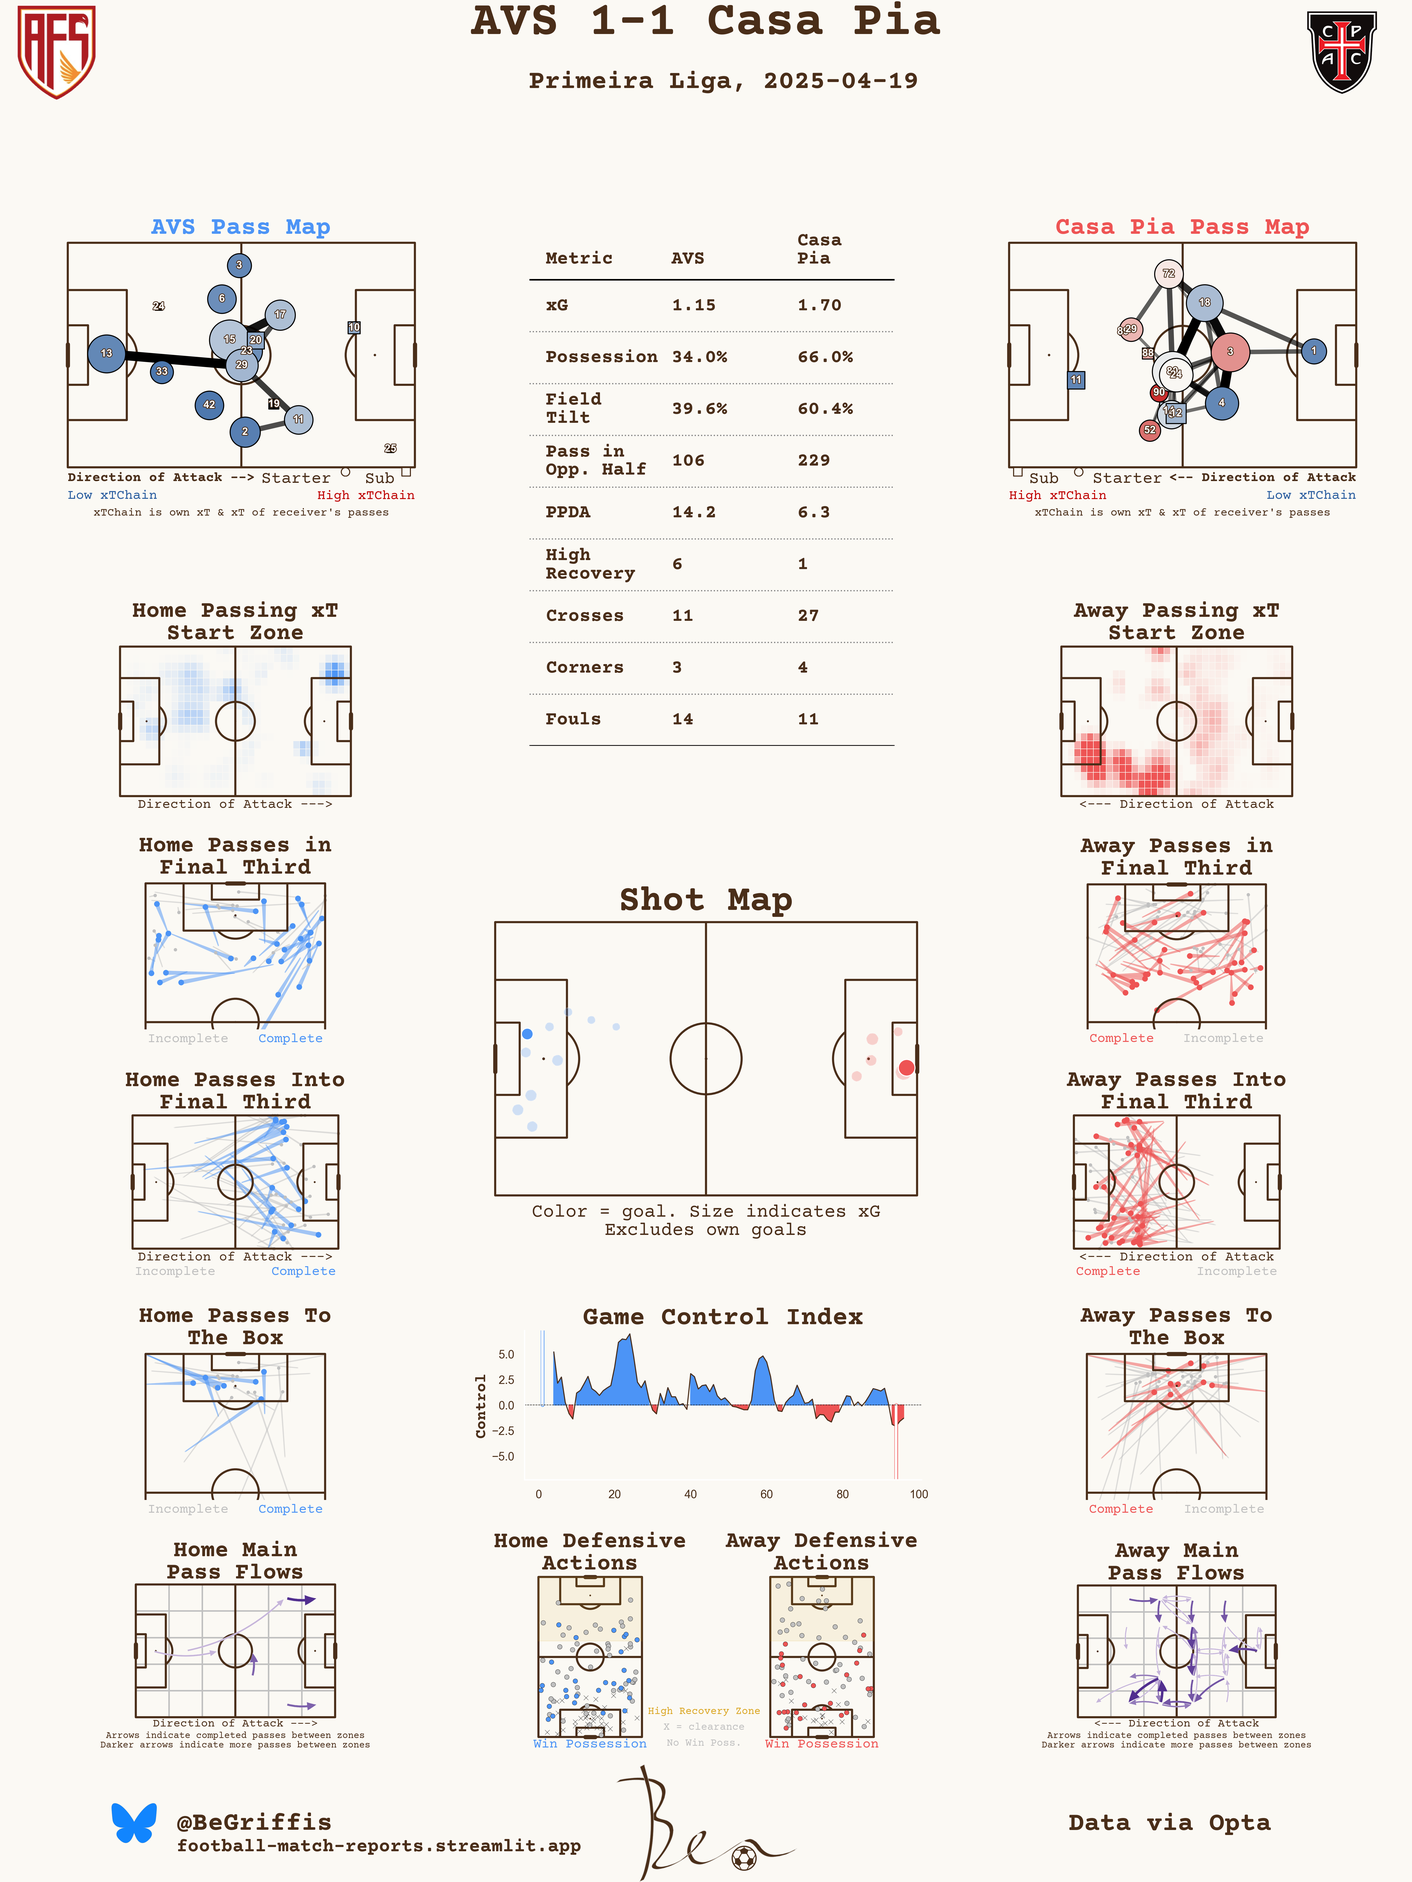 AVS 1-1 Casa Pia
Primeira Liga, 2025-04-19
AFS
C P
A C
AVS Pass Map
3
24
6
17
10
15
20
13
23
29
33
42
19
11
2
25
Direction of Attack --> Starter Sub
Low xTChain High xTChain
xTChain is own xT & xT of receiver's passes
Metric AVS Casa Pia
xG 1.15 1.70
Possession 34.0% 66.0%
Field Tilt 39.6% 60.4%
Pass in Opp. Half 106 229
PPDA 14.2 6.3
High Recovery 6 1
Crosses 11 27
Corners 3 4
Fouls 14 11
Casa Pia Pass Map
72
18
29
88
3
1
24
11
90
4
12
52
Sub Starter <-- Direction of Attack
High xTChain Low xTChain
xTChain is own xT & xT of receiver's passes
Home Passing xT
Start Zone
Direction of Attack --->
Away Passing xT
Start Zone
<--- Direction of Attack
Home Passes in
Final Third
Incomplete Complete
Away Passes in
Final Third
Complete Incomplete
Shot Map
Color = goal. Size indicates xG
Excludes own goals
Home Passes Into
Final Third
Direction of Attack --->
Incomplete Complete
Away Passes Into
Final Third
<--- Direction of Attack
Complete Incomplete
Home Passes To
The Box
Incomplete Complete
Game Control Index
Control
5.0
2.5
0.0
−2.5
−5.0
0 20 40 60 80 100
Away Passes To
The Box
Complete Incomplete
Home Main
Pass Flows
Direction of Attack --->
Arrows indicate completed passes between zones
Darker arrows indicate more passes between zones
Home Defensive
Actions
Win Possession
High Recovery Zone
X = clearance
No Win Poss.
Away Defensive
Actions
Win Possession
Away Main
Pass Flows
<--- Direction of Attack
Arrows indicate completed passes between zones
Darker arrows indicate more passes between zones
@BeGriffis
football-match-reports.streamlit.app
Ben
Data via Opta